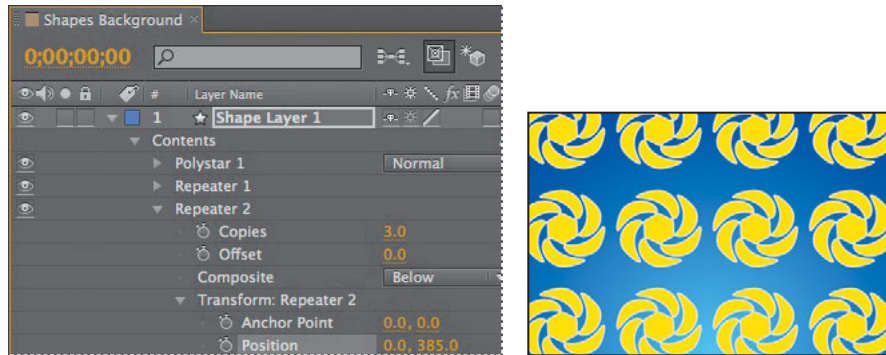 Shapes Background ×
0;00;00;00
# Layer Name fx
1 Shape Layer 1
Contents
Polystar 1 Normal
Repeater 1
Repeater 2
Copies 3.0
Offset 0.0
Composite Below
Transform: Repeater 2
Anchor Point 0.0, 0.0
Position 0.0, 385.0